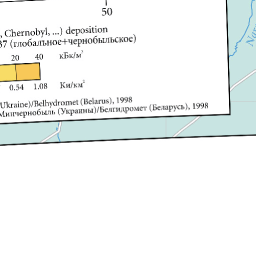 50
, Chernobyl, ...) deposition
37 (глобальное+чернобыльское)
20 40 кБк/м²
0.54 1.08 Ки/км²
Ukraine)/Belhydromet (Belarus), 1998
Минчернобыль (Украины)/Белгидромет (Беларусь), 1998